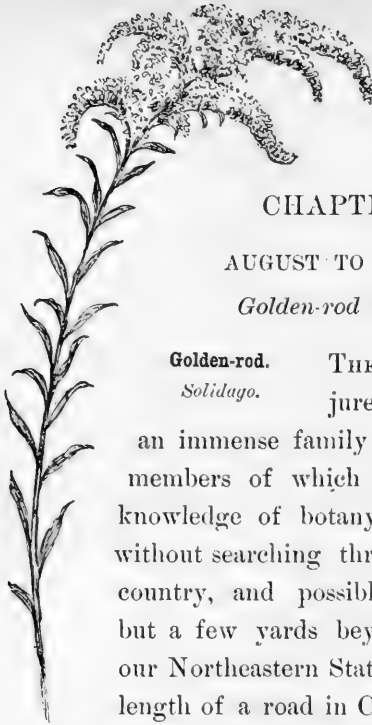 CHAPT
AUGUST TO
Golden-rod
Golden-rod.
Solidago.
THE
jure
an immense family
members of which
knowledge of botany
without searching thr
country, and possibl
but a few yards bey
our Northeastern Stat
length of a road in C